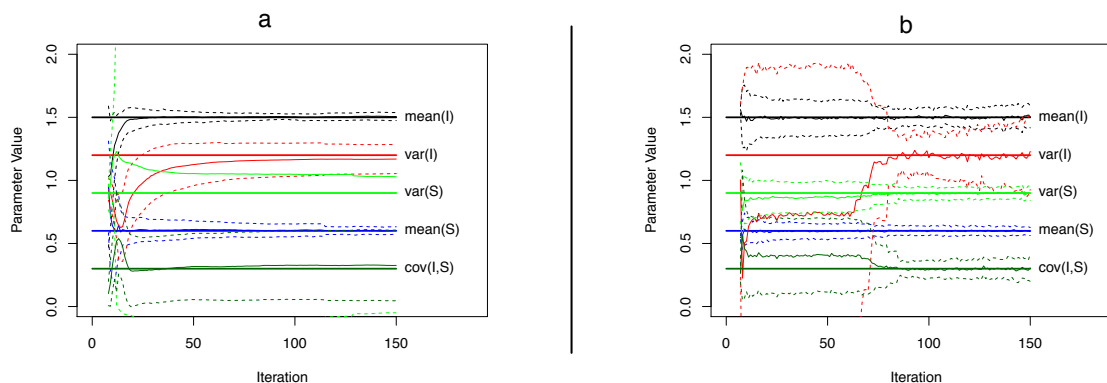 a
2.0
1.5
1.0
0.5
0.0
Parameter Value
mean(I)
var(I)
var(S)
mean(S)
cov(I,S)
0 50 100 150
Iteration
b
2.0
1.5
1.0
0.5
0.0
Parameter Value
mean(I)
var(I)
var(S)
mean(S)
cov(I,S)
0 50 100 150
Iteration